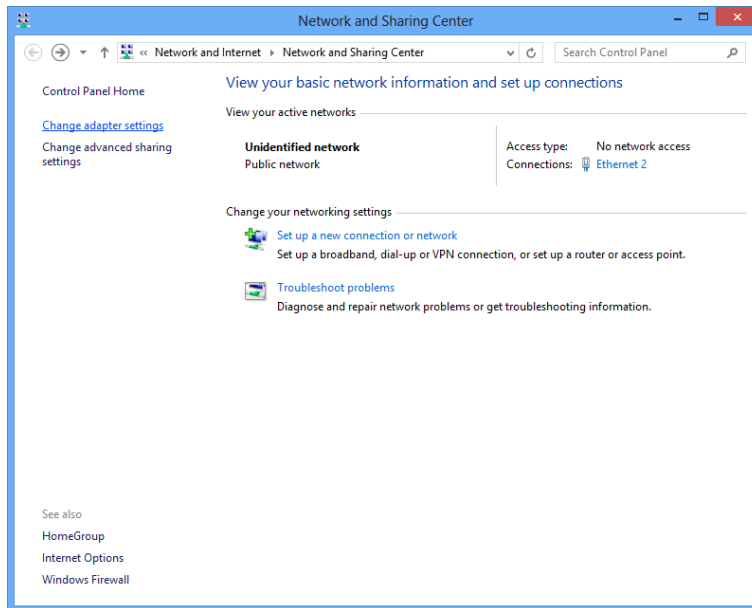 Network and Sharing Center
« Network and Internet › Network and Sharing Center
Search Control Panel
Control Panel Home
Change adapter settings
Change advanced sharing
settings
View your basic network information and set up connections
View your active networks
Unidentified network
Public network
Access type: No network access
Connections: Ethernet 2
Change your networking settings
Set up a new connection or network
Set up a broadband, dial-up or VPN connection, or set up a router or access point.
Troubleshoot problems
Diagnose and repair network problems or get troubleshooting information.
See also
HomeGroup
Internet Options
Windows Firewall